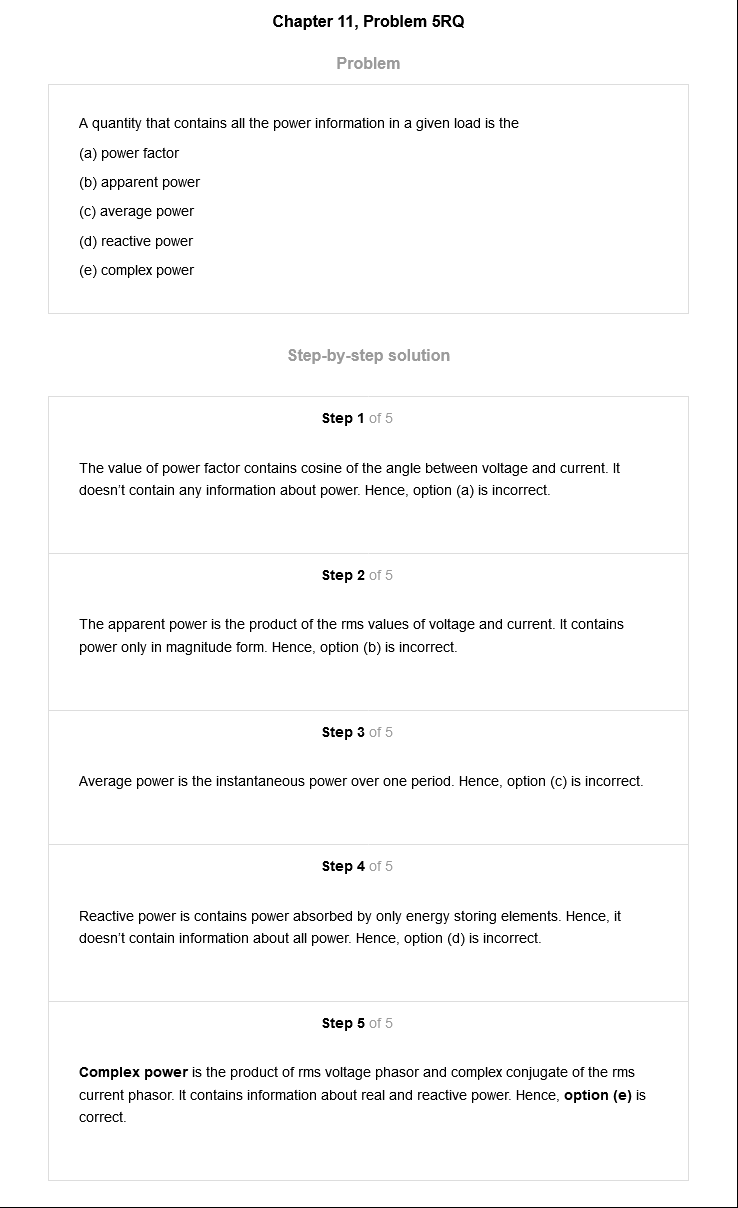 Chapter 11, Problem 5RQ
Problem
A quantity that contains all the power information in a given load is the
(a) power factor
(b) apparent power
(c) average power
(d) reactive power
(e) complex power
Step-by-step solution
Step 1 of 5
The value of power factor contains cosine of the angle between voltage and current. It
doesn't contain any information about power. Hence, option (a) is incorrect.
Step 2 of 5
The apparent power is the product of the rms values of voltage and current. It contains
power only in magnitude form. Hence, option (b) is incorrect.
Step 3 of 5
Average power is the instantaneous power over one period. Hence, option (c) is incorrect.
Step 4 of 5
Reactive power is contains power absorbed by only energy storing elements. Hence, it
doesn't contain information about all power. Hence, option (d) is incorrect.
Step 5 of 5
Complex power is the product of rms voltage phasor and complex conjugate of the rms
current phasor. It contains information about real and reactive power. Hence, option (e) is
correct.